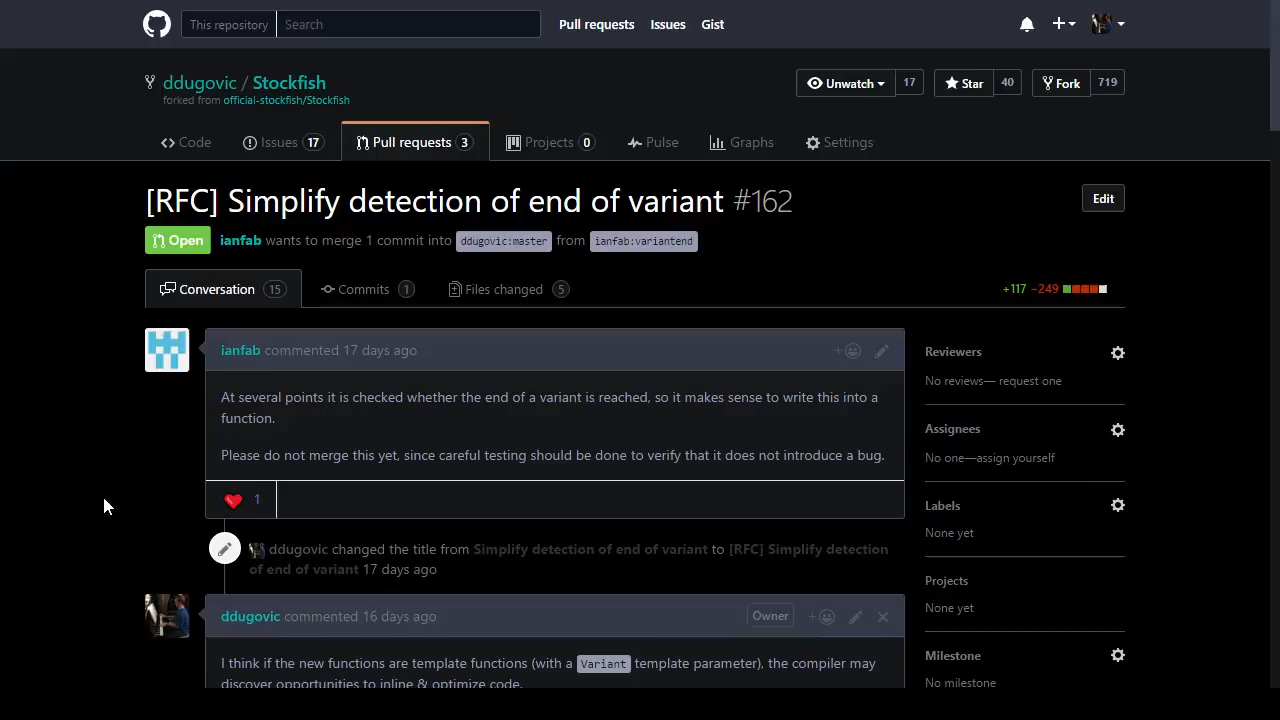 This repository Search Pull requests Issues Gist
ddugovic / Stockfish
forked from official-stockfish/Stockfish
Unwatch 17 Star 40 Fork 719
Code Issues 17 Pull requests 3 Projects 0 Pulse Graphs Settings
[RFC] Simplify detection of end of variant #162
Edit
Open ianfab wants to merge 1 commit into ddugovic:master from ianfab:variantend
Conversation 15 Commits 1 Files changed 5 +117 −249
ianfab commented 17 days ago
At several points it is checked whether the end of a variant is reached, so it makes sense to write this into a
function.
Please do not merge this yet, since careful testing should be done to verify that it does not introduce a bug.
1
ddugovic changed the title from Simplify detection of end of variant to [RFC] Simplify detection
of end of variant 17 days ago
ddugovic commented 16 days ago Owner
I think if the new functions are template functions (with a Variant template parameter), the compiler may
discover opportunities to inline & optimize code.
Reviewers
No reviews— request one
Assignees
No one—assign yourself
Labels
None yet
Projects
None yet
Milestone
No milestone